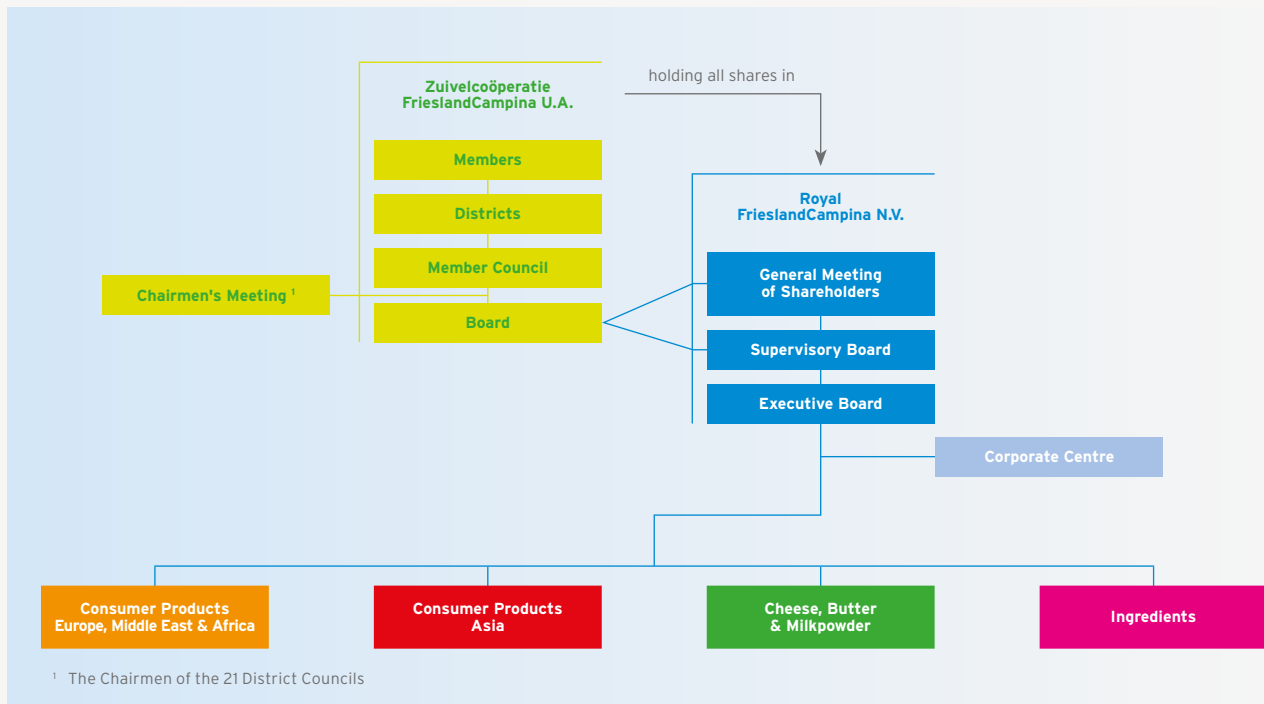 Zuivelcoöperatie
FrieslandCampina U.A.
holding all shares in
Members
Districts
Member Council
Chairmen's Meeting ¹
Board
Royal
FrieslandCampina N.V.
General Meeting
of Shareholders
Supervisory Board
Executive Board
Corporate Centre
Consumer Products
Europe, Middle East & Africa
Consumer Products
Asia
Cheese, Butter
& Milkpowder
Ingredients
¹ The Chairmen of the 21 District Councils